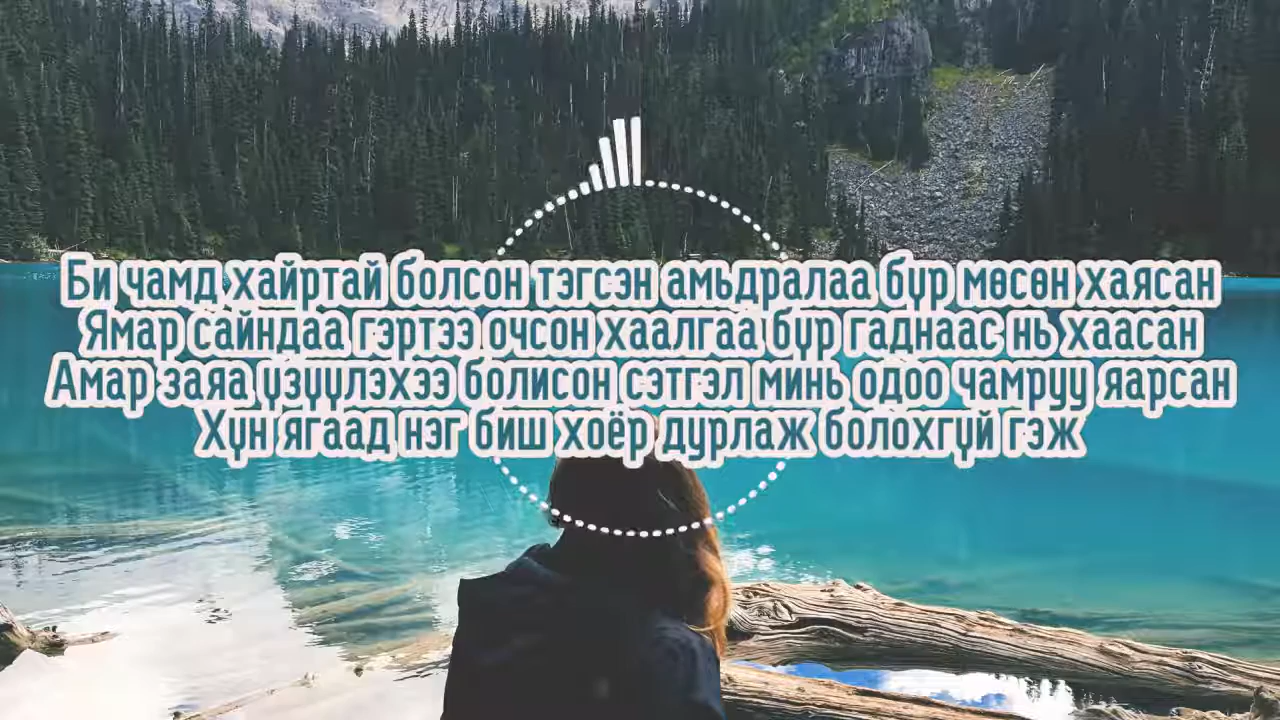 Би чамд хайртай болсон тэгсэн амьдралаа бүр мөсөн хаясан
Ямар сайндаа гэртээ очсон хаалгаа бүр гаднаас нь хаасан
Амар заяа үзүүлэхээ болисон сэтгэл минь одоо чамруу яарсан
Хүн ягаад нэг биш хоёр дурлаж болохгүй гэж